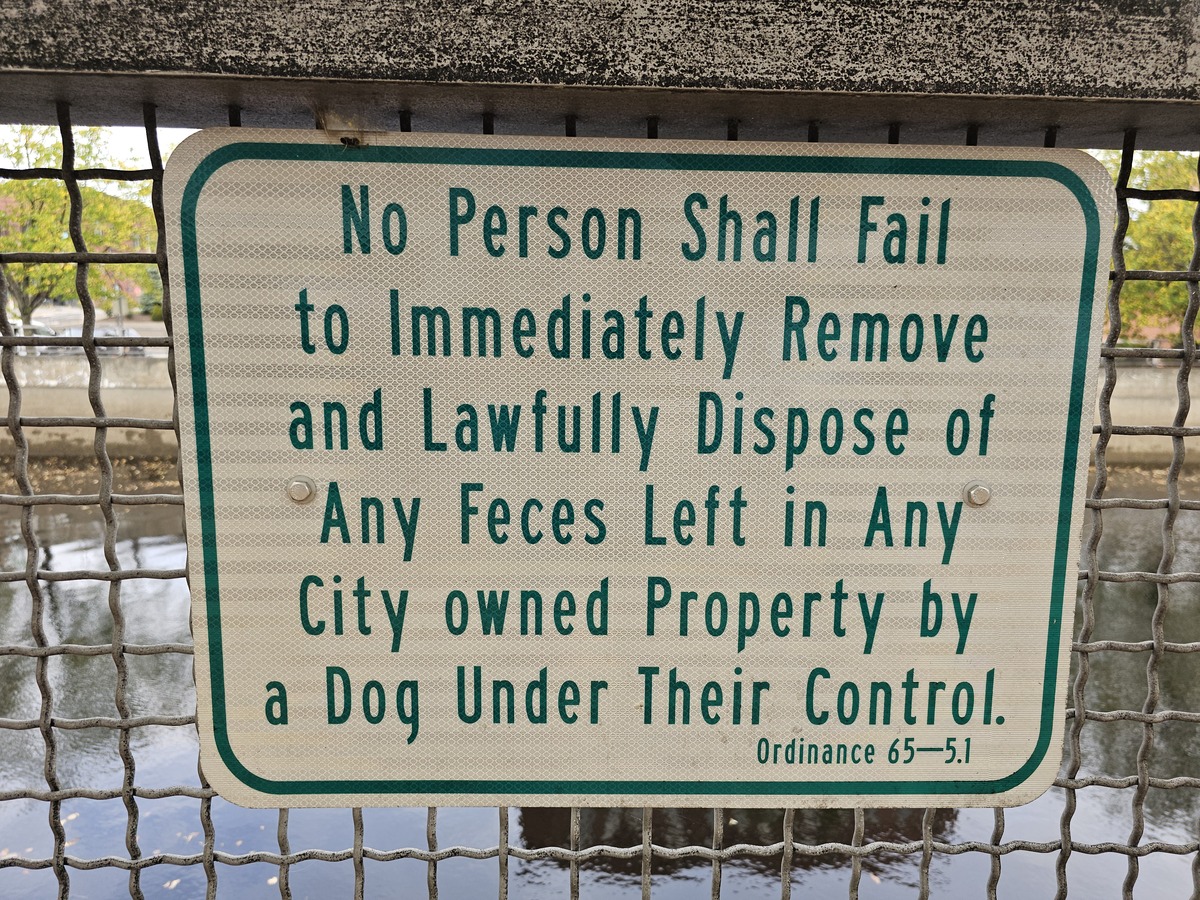 No Person Shall Fail
to Immediately Remove
and Lawfully Dispose of
Any Feces Left in Any
City owned Property by
a Dog Under Their Control.
Ordinance 65—5.1